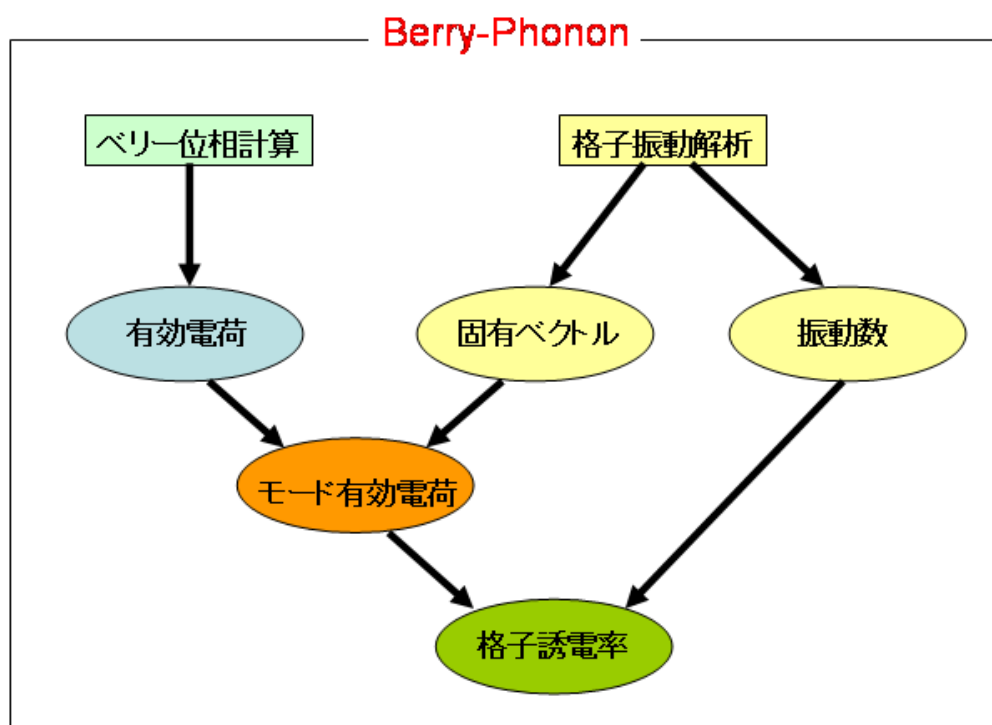 Berry-Phonon
ベリー位相計算
格子振動解析
有効電荷
固有ベクトル
振動数
モード有効電荷
格子誘電率